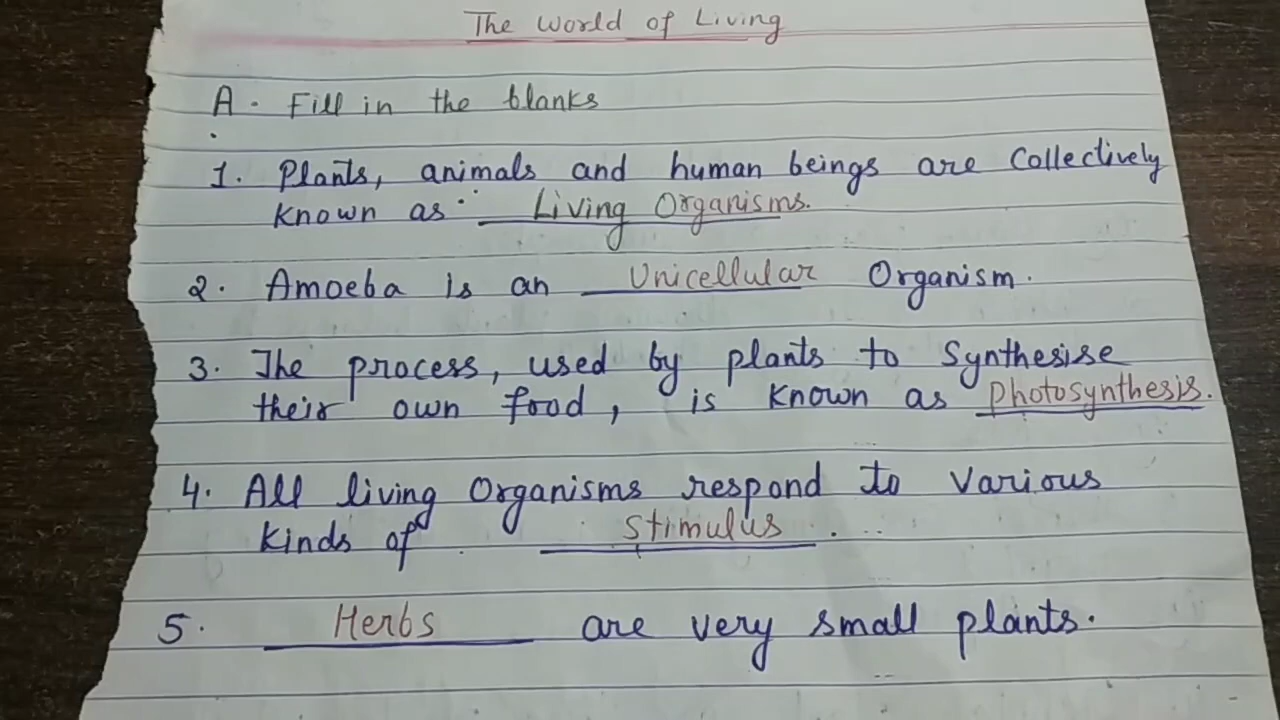 The World of Living
A. Fill in the blanks
1. Plants, animals and human beings are Collectively
known as Living Organisms.
2. Amoeba is an Unicellular Organism.
3. The process, used by plants to Synthesise
their own food, is known as Photosynthesis.
4. All living Organisms respond to various
kinds of Stimulus.
5. Herbs are very small plants.